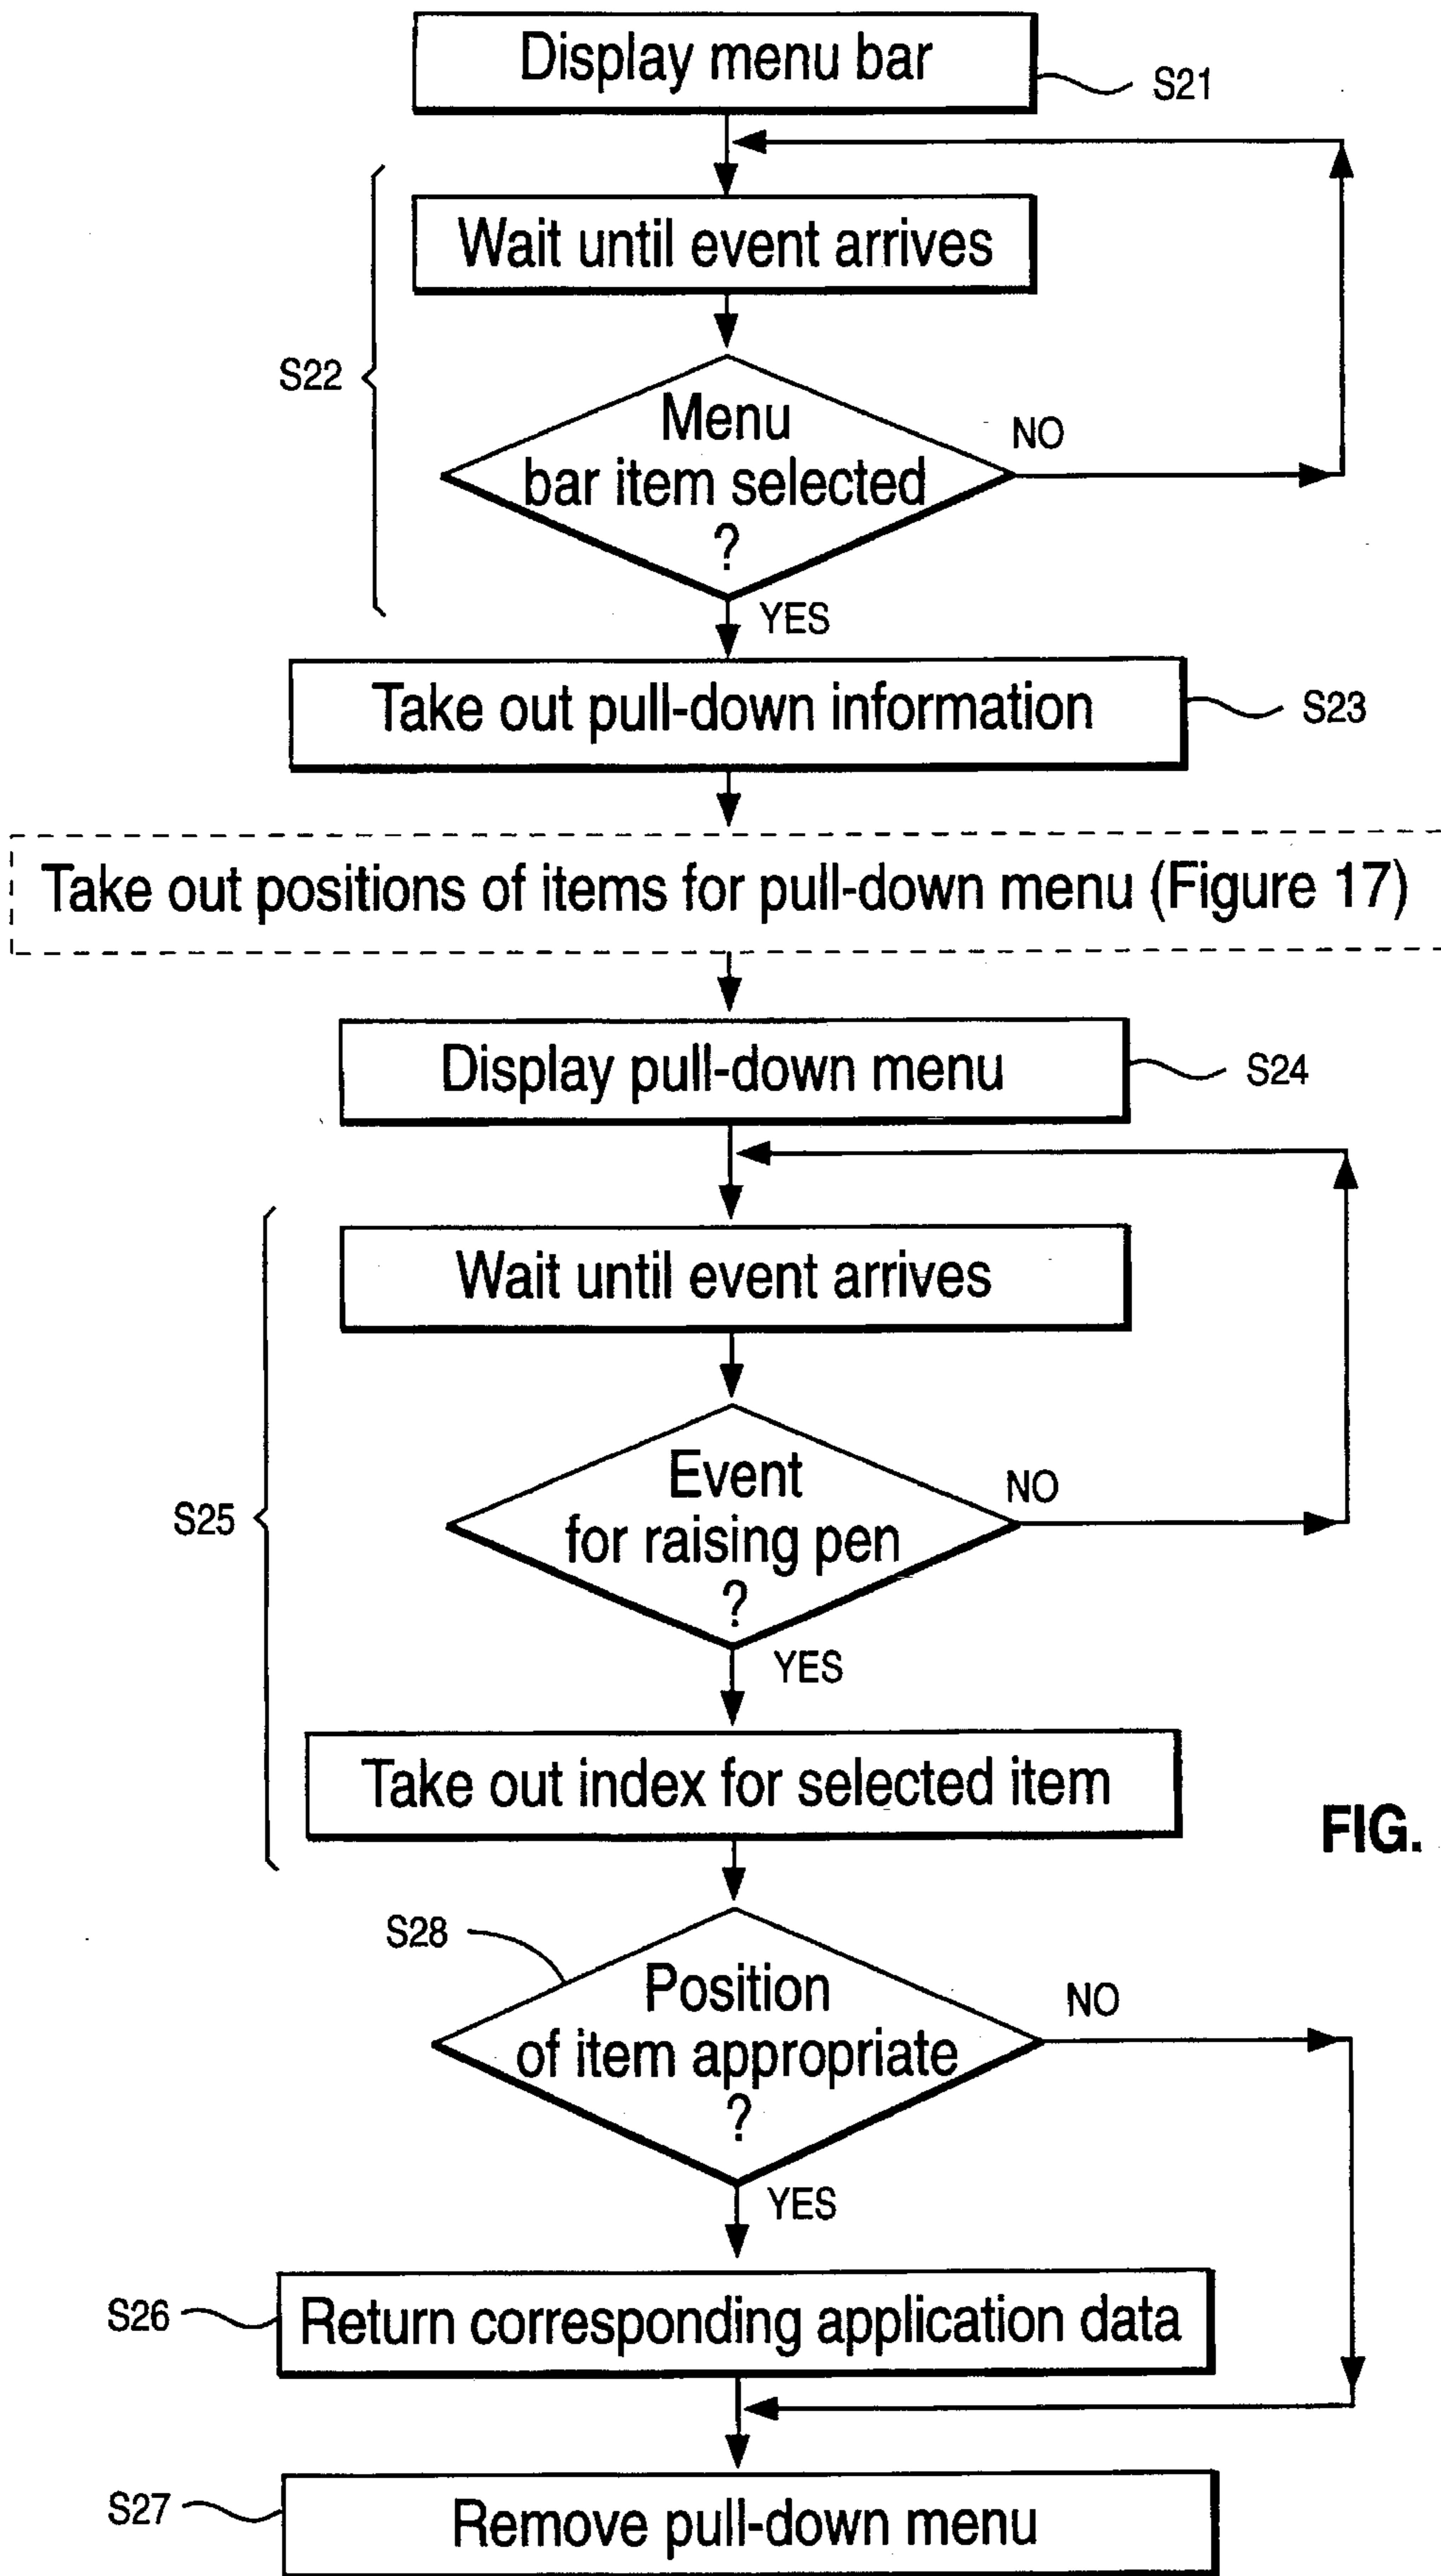 Display menu bar
S21
Wait until event arrives
S22
Menu
bar item selected
?
NO
YES
Take out pull-down information
S23
Take out positions of items for pull-down menu (Figure 17)
Display pull-down menu
S24
Wait until event arrives
S25
Event
for raising pen
?
NO
YES
Take out index for selected item
FIG.
S28
Position
of item appropriate
?
NO
YES
S26
Return corresponding application data
S27
Remove pull-down menu